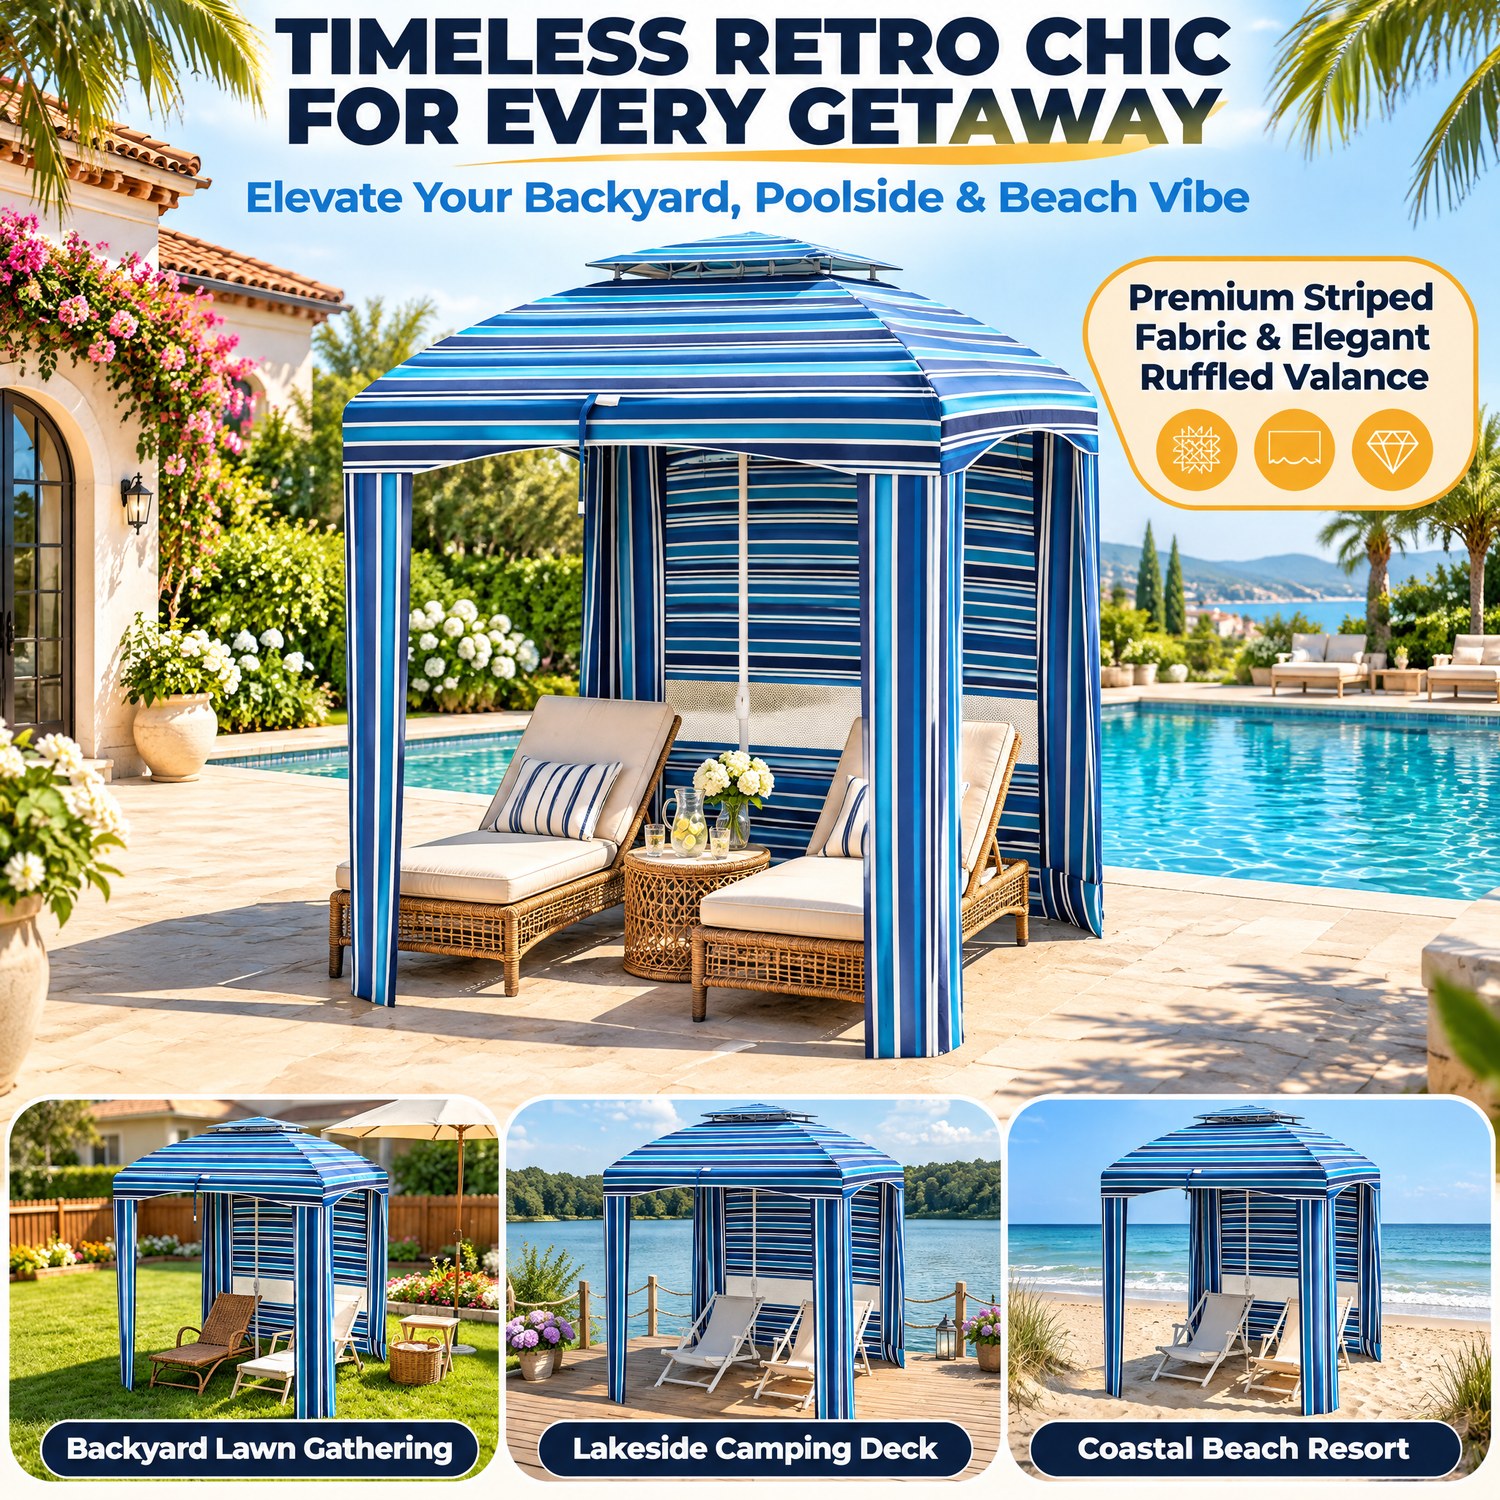 TIMELESS RETRO CHIC
FOR EVERY GETAWAY
Elevate Your Backyard, Poolside & Beach Vibe
Premium Striped
Fabric & Elegant
Ruffled Valance
Backyard Lawn Gathering
Lakeside Camping Deck
Coastal Beach Resort